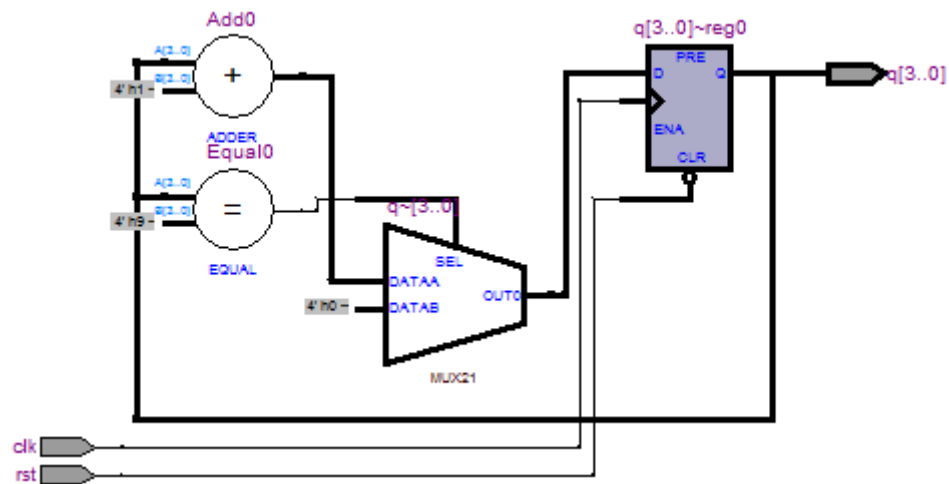 Add0
q[3..0]~reg0
A[3..0]
B[3..0]
4'h1
+
ADDER
PRE
D
Q
ENA
CLR
q[3..0]
Equal0
A[3..0]
B[3..0]
4'h9
=
EQUAL
q~[3..0]
SEL
DATAA
DATAB
OUT0
4'h0
MUX21
clk
rst